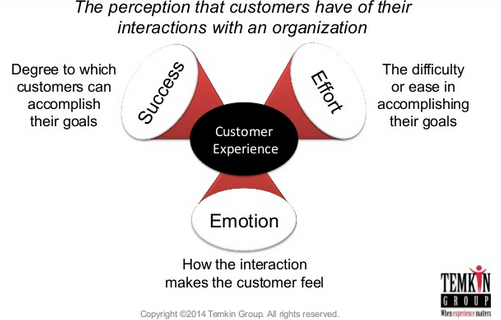 The perception that customers have of their
interactions with an organization
Degree to which
customers can
accomplish
their goals
Success
Effort
The difficulty
or ease in
accomplishing
their goals
Customer
Experience
Emotion
How the interaction
makes the customer feel
TEMKIN
GROUP
When experience matters
Copyright ©2014 Temkin Group. All rights reserved.